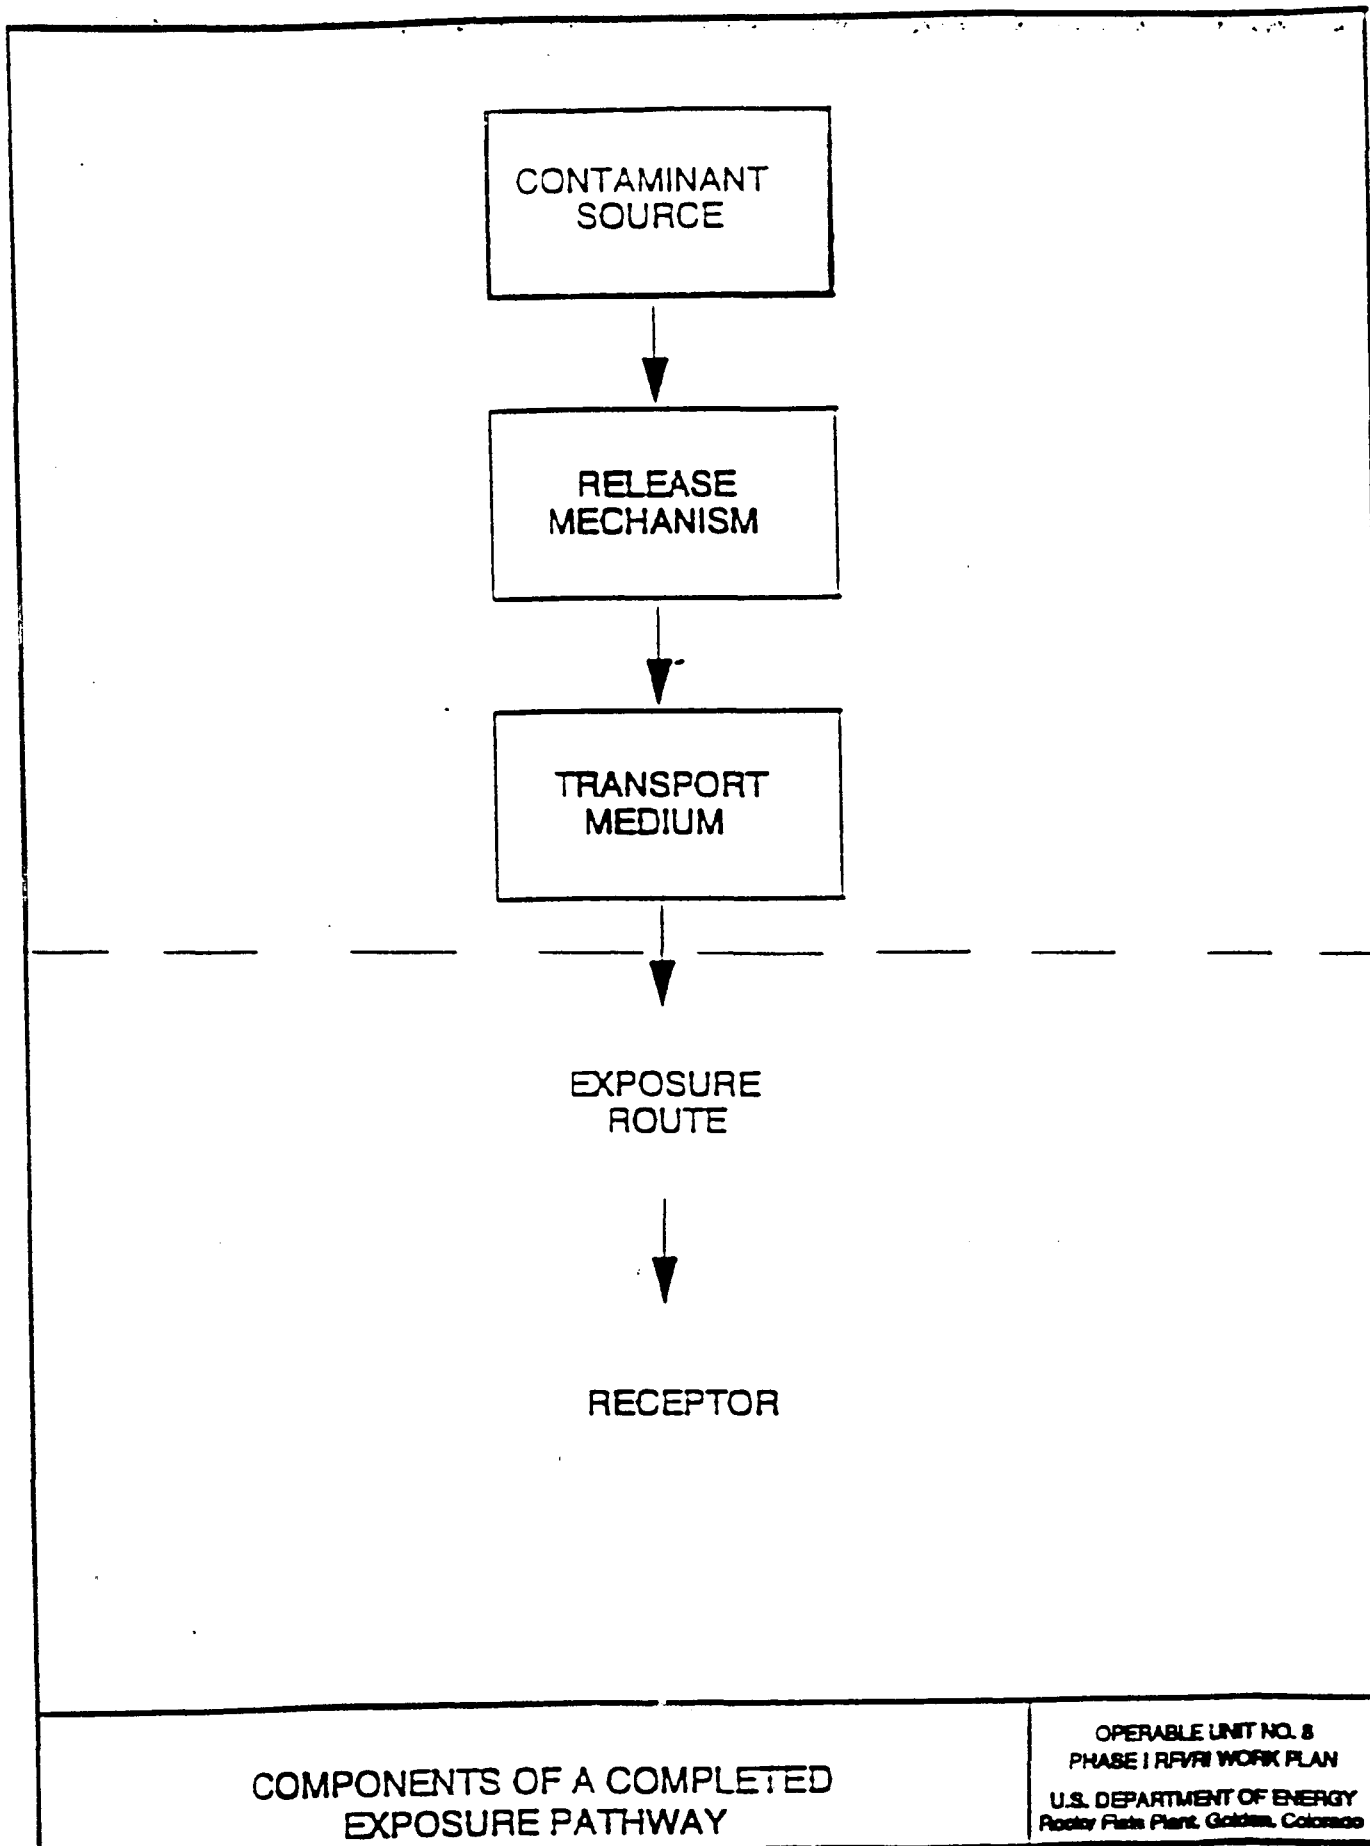 CONTAMINANT
SOURCE
RELEASE
MECHANISM
TRANSPORT
MEDIUM
EXPOSURE
ROUTE
RECEPTOR
COMPONENTS OF A COMPLETED
EXPOSURE PATHWAY
OPERABLE UNIT NO. 8
PHASE I RFI/RI WORK PLAN
U.S. DEPARTMENT OF ENERGY
Rocky Flats Plant, Golden, Colorado